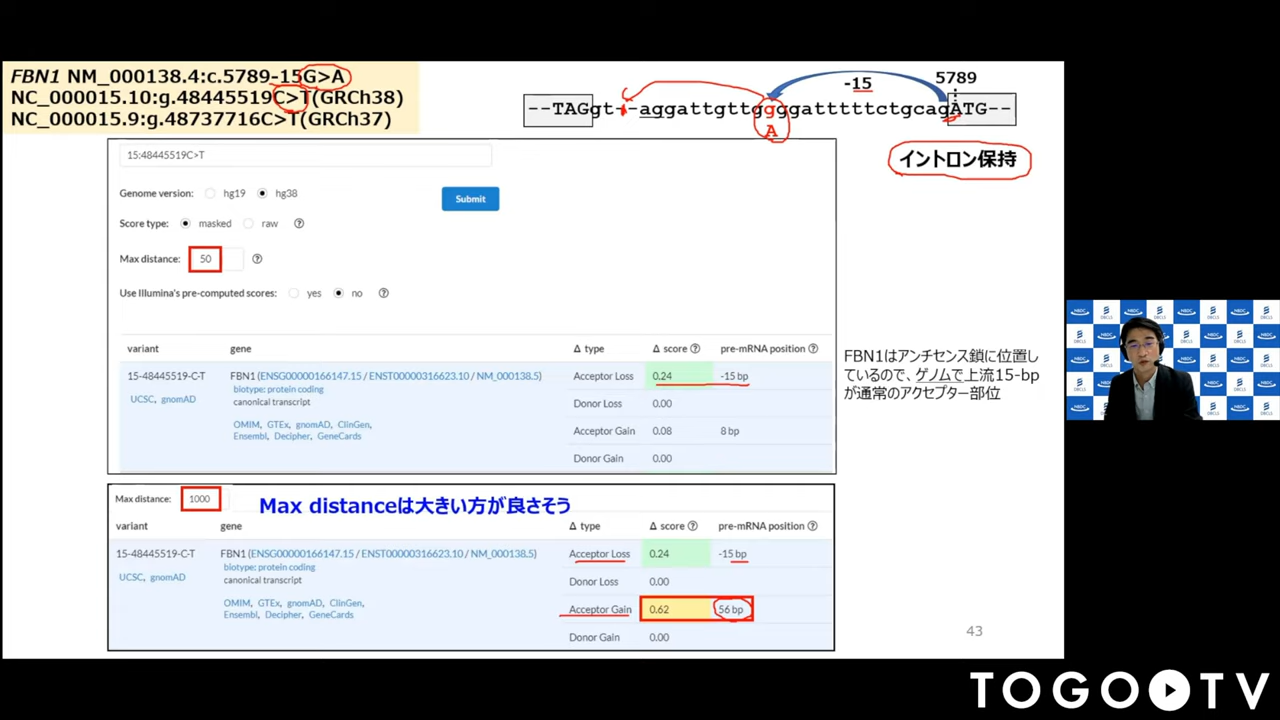 FBN1 NM_000138.4:c.5789-15G>A
NC_000015.10:g.48445519C>T(GRCh38)
NC_000015.9:g.48737716C>T(GRCh37)
-15
5789
--TAGgt--aggattgttggggatttttctgcagATG--
A
イントロン保持
15:48445519C>T
Genome version: hg19 hg38
Submit
Score type: masked raw ?
Max distance: 50 ?
Use Illumina's pre-computed scores: yes no ?
variant gene Δ type Δ score ? pre-mRNA position ?
15-48445519-C-T FBN1 (ENSG00000166147.15 / ENST00000316623.10 / NM_000138.5) Acceptor Loss 0.24 -15 bp
UCSC, gnomAD biotype: protein coding
canonical transcript Donor Loss 0.00
OMIM, GTEx, gnomAD, ClinGen, Acceptor Gain 0.08 8 bp
Ensembl, Decipher, GeneCards
Donor Gain 0.00
FBN1はアンチセンス鎖に位置し
ているので、ゲノムで上流15-bp
が通常のアクセプター部位
Max distance: 1000
Max distanceは大きい方が良さそう
variant gene Δ type Δ score ? pre-mRNA position ?
15-48445519-C-T FBN1 (ENSG00000166147.15 / ENST00000316623.10 / NM_000138.5) Acceptor Loss 0.24 -15 bp
UCSC, gnomAD biotype: protein coding
canonical transcript Donor Loss 0.00
OMIM, GTEx, gnomAD, ClinGen, Acceptor Gain 0.62 56 bp
Ensembl, Decipher, GeneCards
Donor Gain 0.00
43
TOGO TV